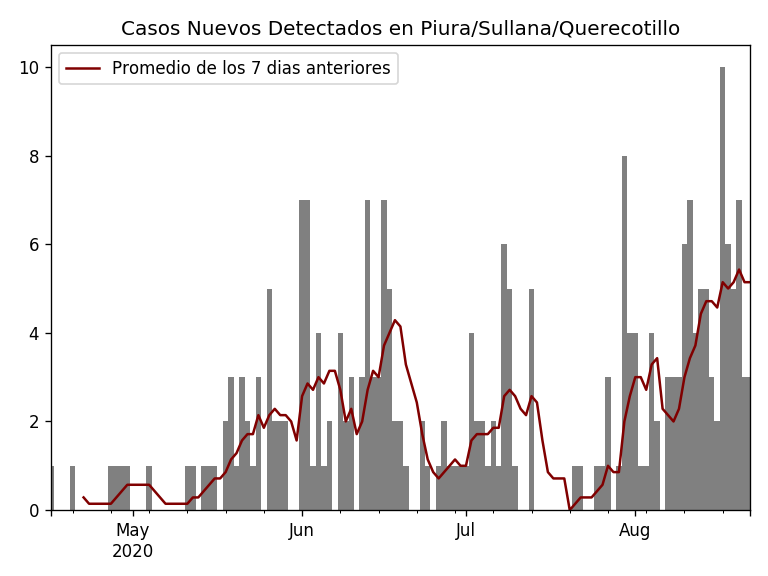 Casos Nuevos Detectados en Piura/Sullana/Querecotillo
Promedio de los 7 dias anteriores
10
8
6
4
2
0
May Jun Jul Aug
2020